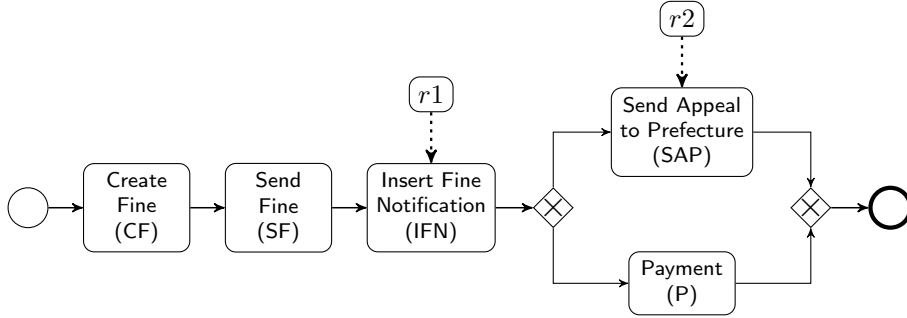 r2
r1
Send Appeal
to Prefecture
(SAP)
Create
Fine
(CF)
Send
Fine
(SF)
Insert Fine
Notification
(IFN)
Payment
(P)